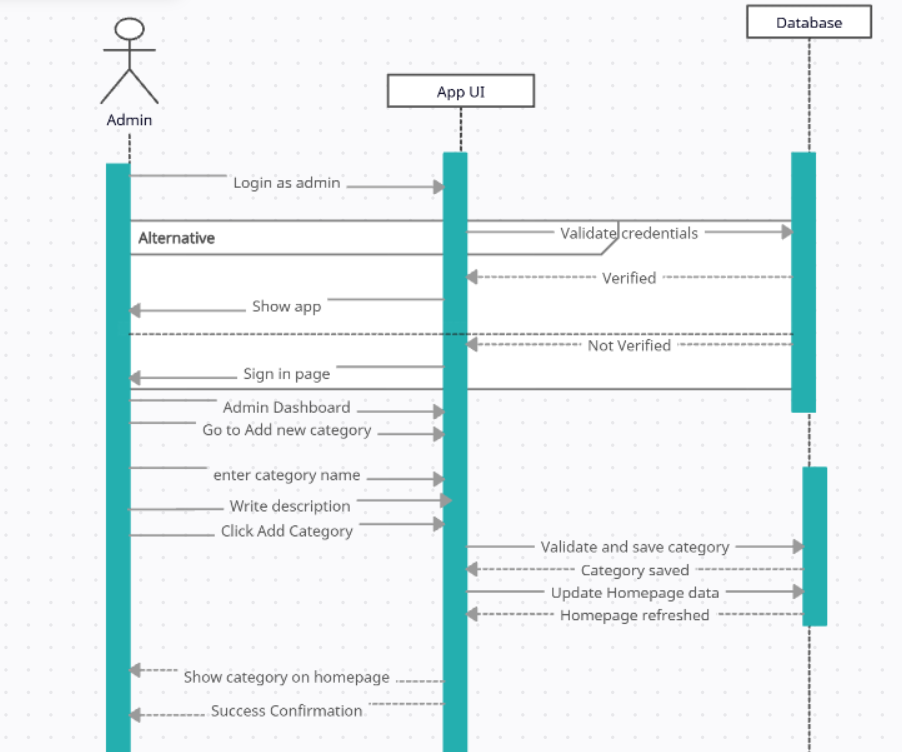 Database
App UI
Admin
Login as admin
Validate credentials
Alternative
Verified
Show app
Not Verified
Sign in page
Admin Dashboard
Go to Add new category
enter category name
Write description
Click Add Category
Validate and save category
Category saved
Update Homepage data
Homepage refreshed
Show category on homepage
Success Confirmation